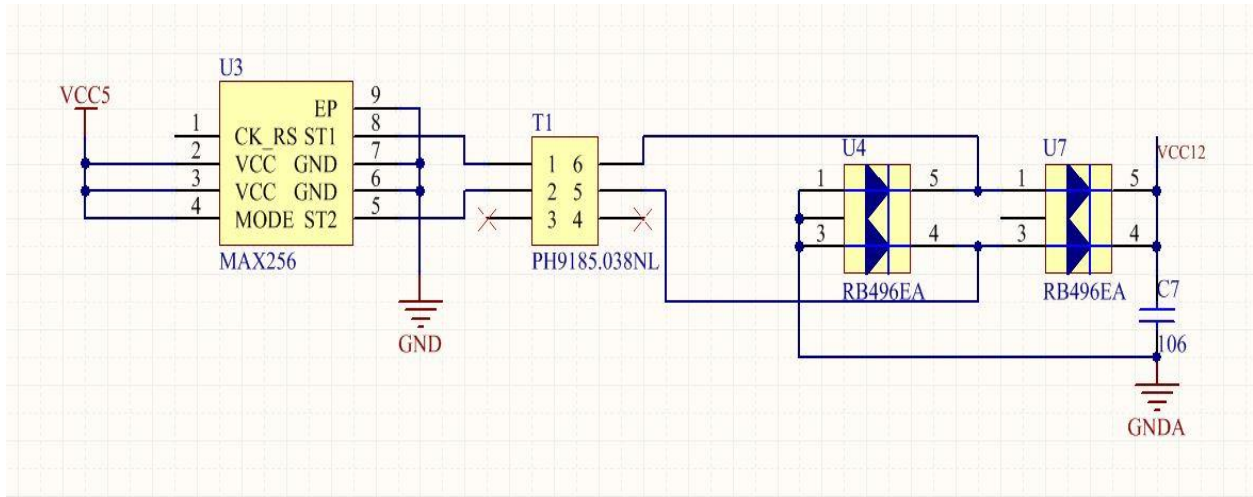 U3
VCC5
EP 9
1 CK_RS ST1 8
2 VCC GND 7
3 VCC GND 6
4 MODE ST2 5
MAX256
GND
T1
1 6
2 5
3 4
PH9185.038NL
U4
1 5
3 4
RB496EA
U7
1 5
3 4
RB496EA
VCC12
C7
106
GNDA